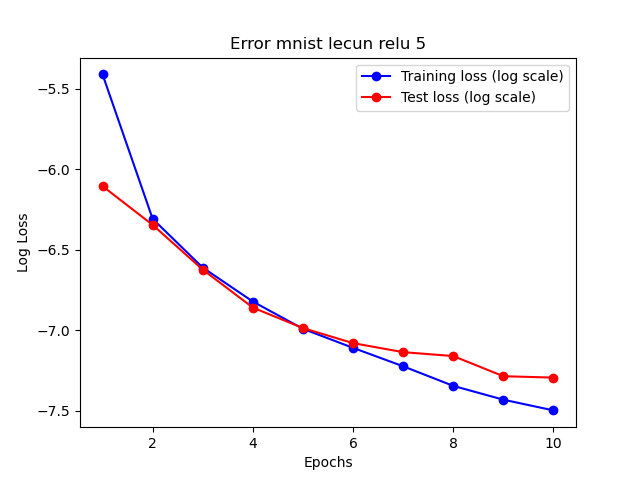 Error mnist lecun relu 5
Training loss (log scale)
Test loss (log scale)
Log Loss
−5.5
−6.0
−6.5
−7.0
−7.5
2
4
6
8
10
Epochs